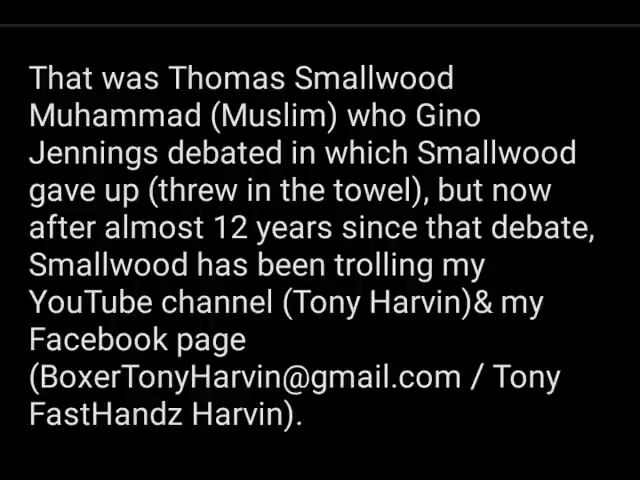 That was Thomas Smallwood
Muhammad (Muslim) who Gino
Jennings debated in which Smallwood
gave up (threw in the towel), but now
after almost 12 years since that debate,
Smallwood has been trolling my
YouTube channel (Tony Harvin)& my
Facebook page
(BoxerTonyHarvin@gmail.com / Tony
FastHandz Harvin).